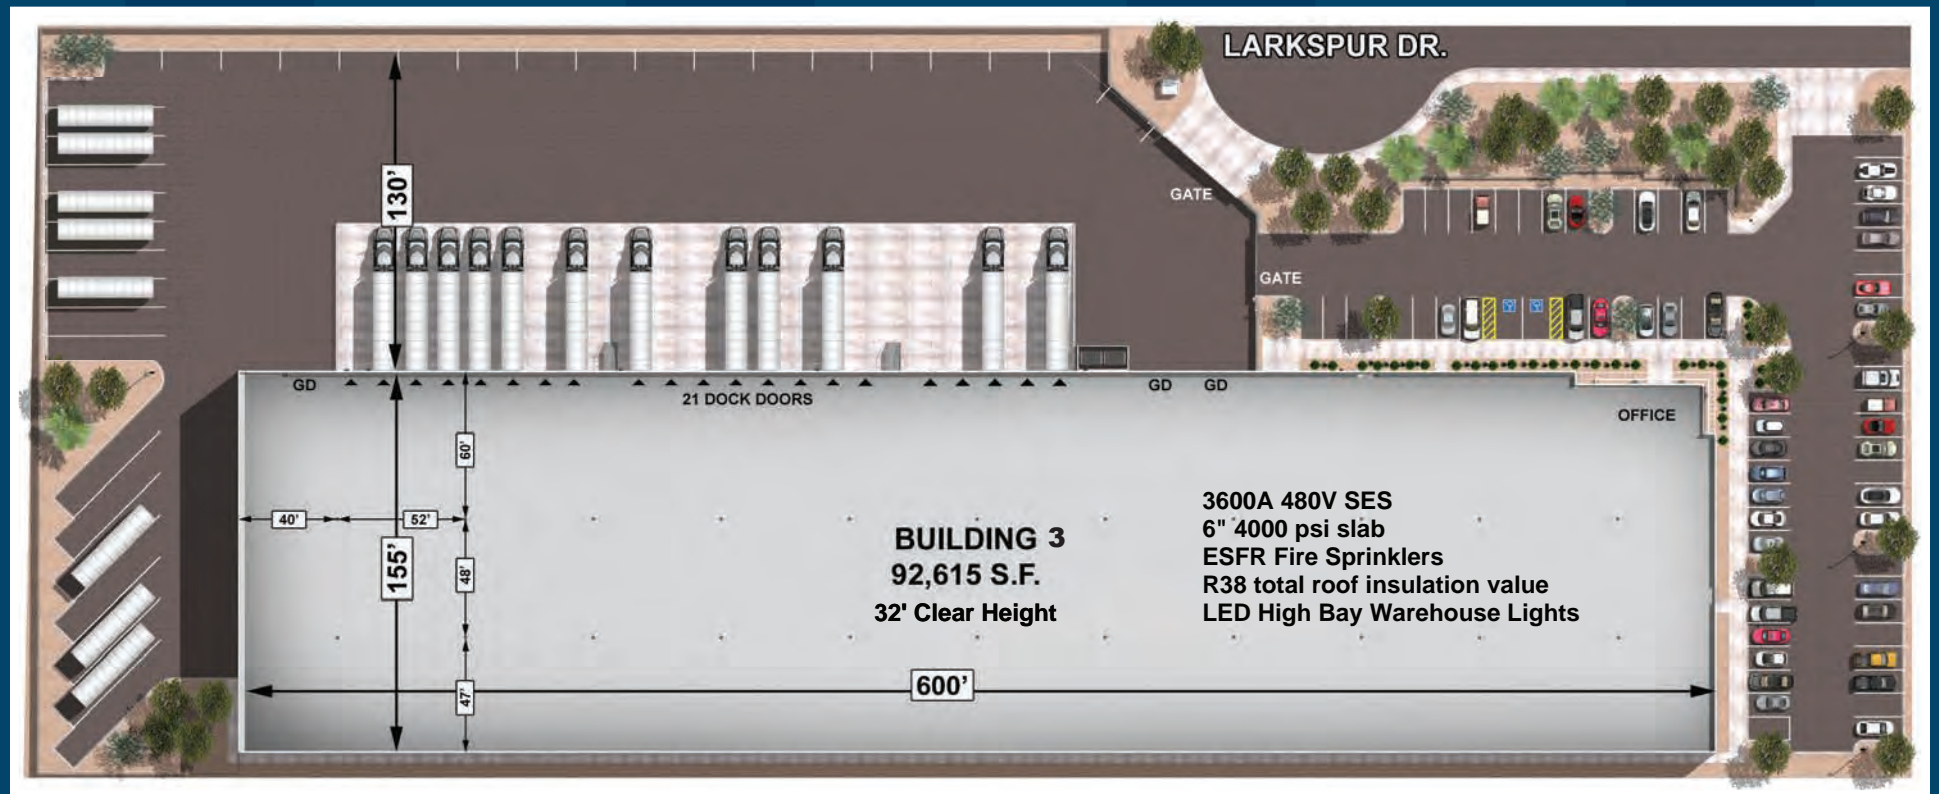 LARKSPUR DR.
130'
GATE
GATE
GD
21 DOCK DOORS
GD
GD
OFFICE
60'
40'
52'
155'
48'
47'
BUILDING 3
92,615 S.F.
32' Clear Height
3600A 480V SES
6" 4000 psi slab
ESFR Fire Sprinklers
R38 total roof insulation value
LED High Bay Warehouse Lights
600'